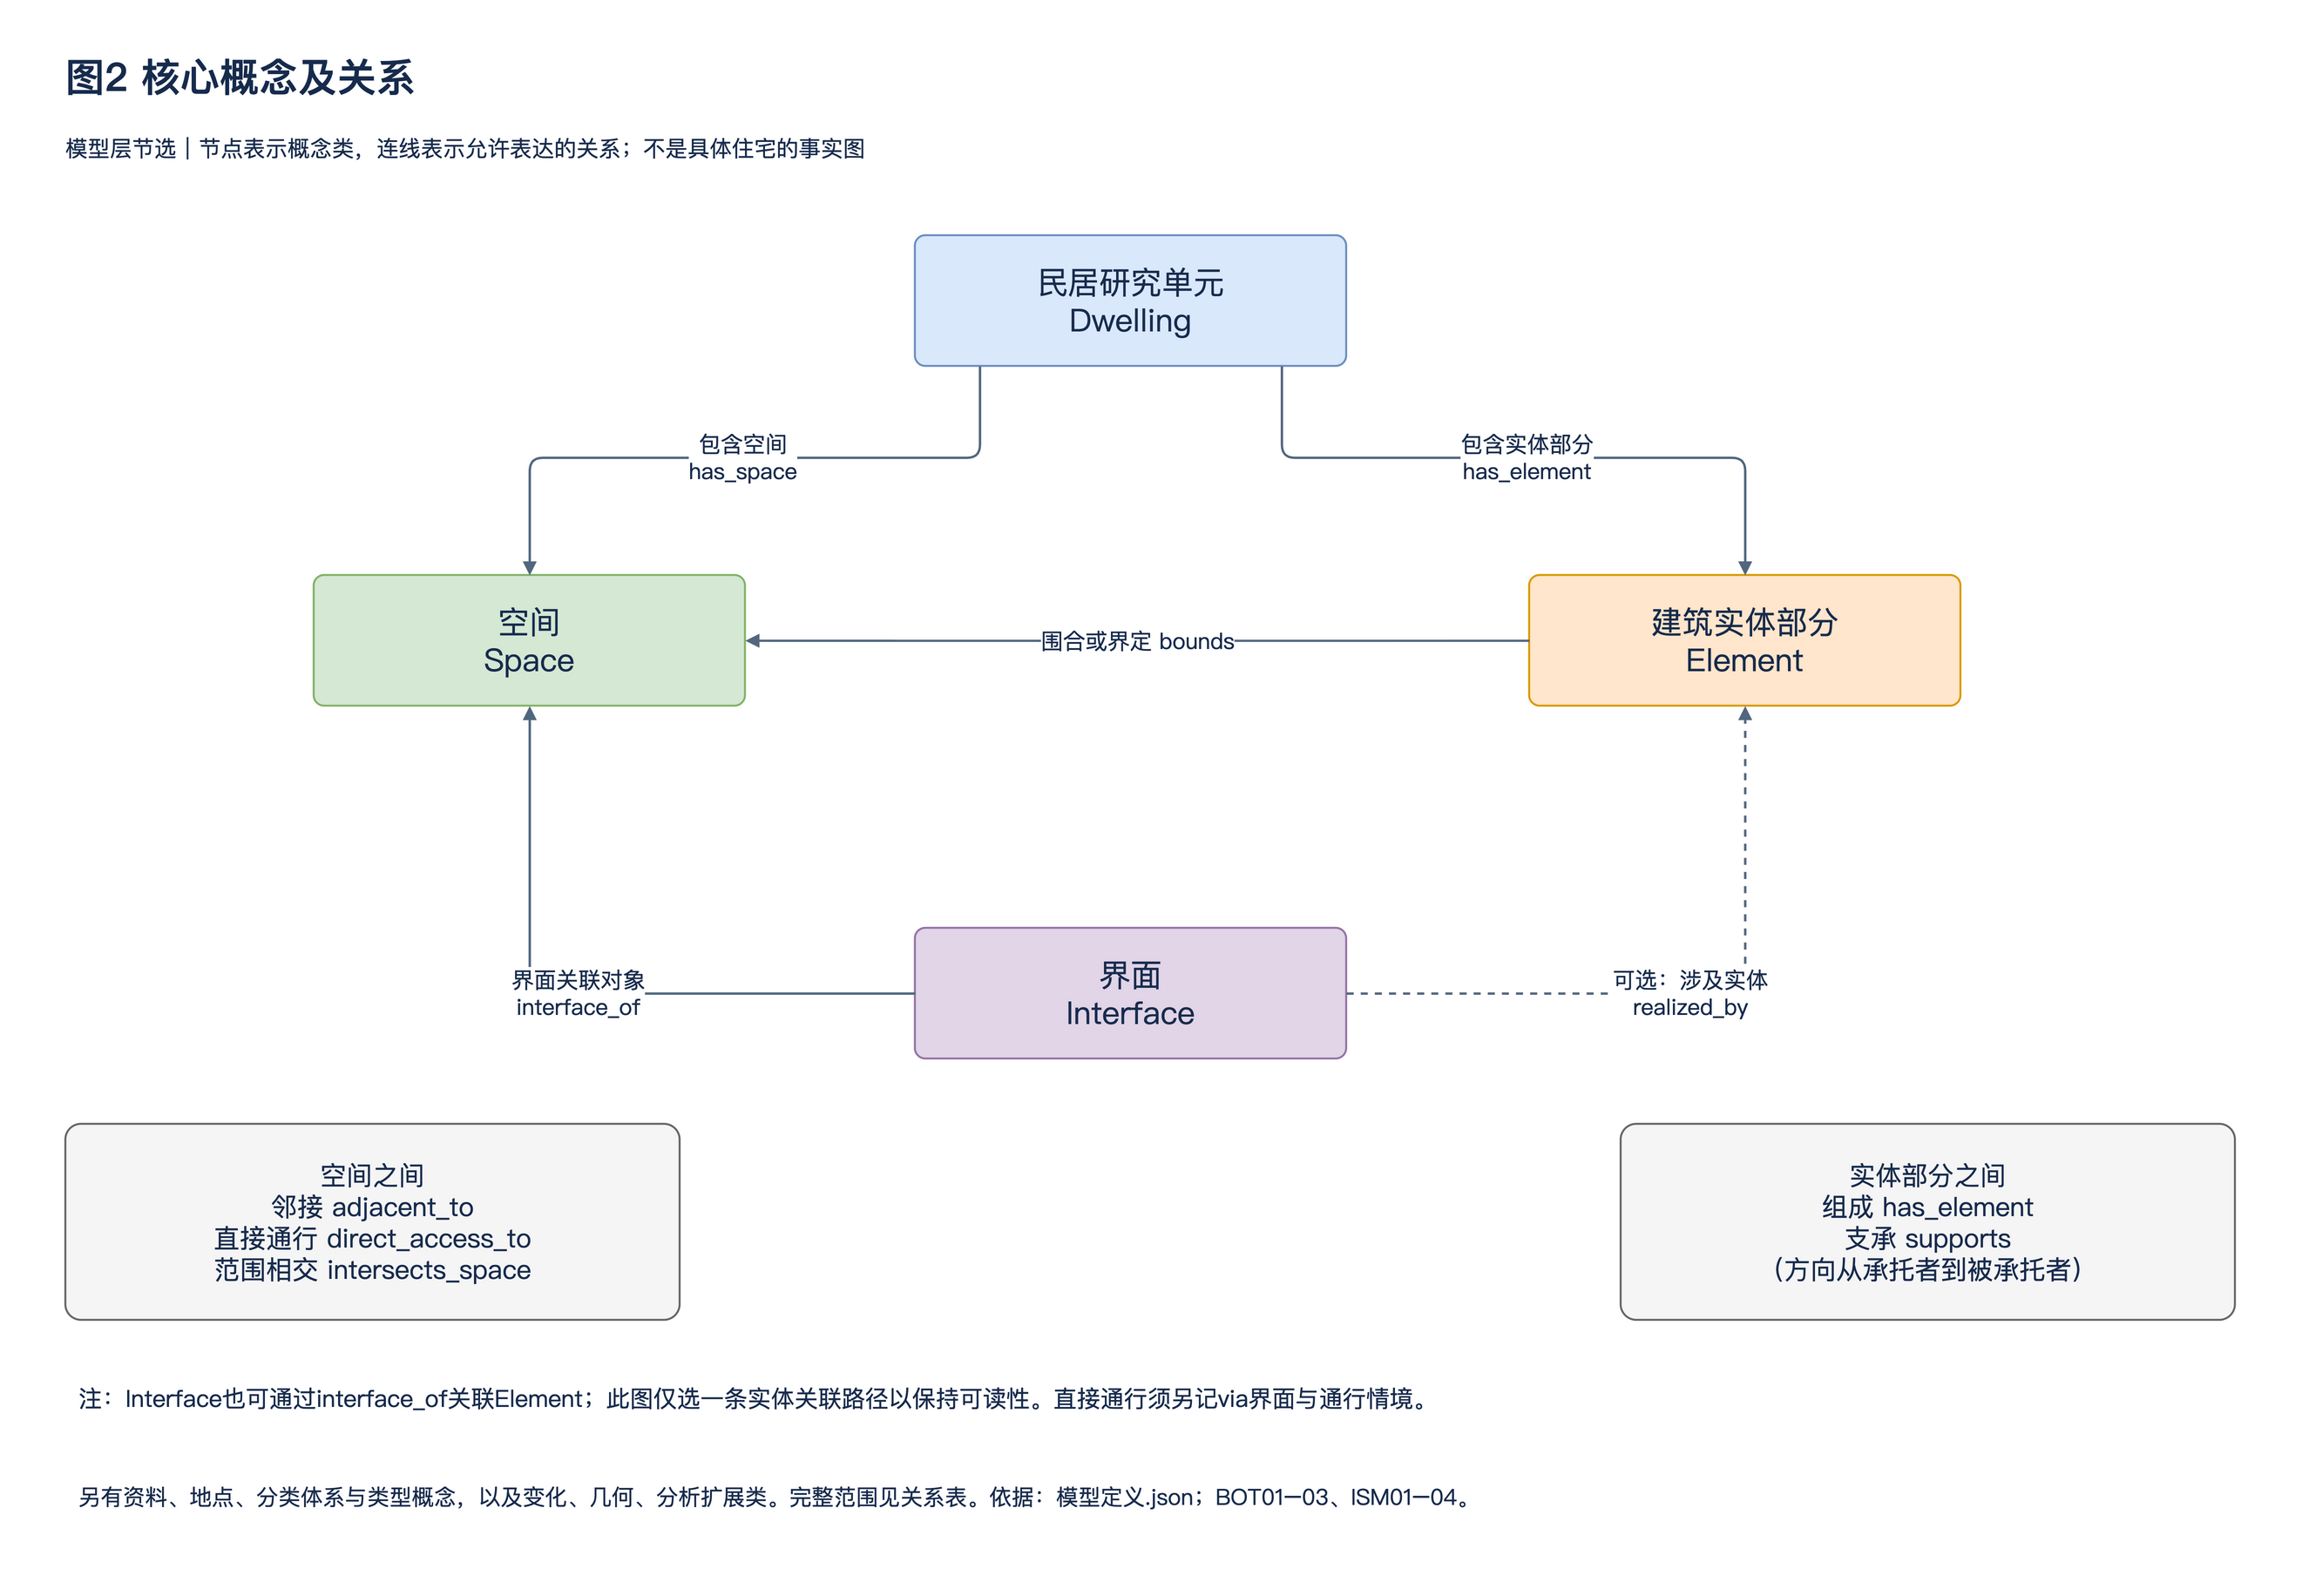 图2 核心概念及关系
模型层节选｜节点表示概念类，连线表示允许表达的关系；不是具体住宅的事实图
民居研究单元
Dwelling
包含空间
has_space
包含实体部分
has_element
空间
Space
围合或界定 bounds
建筑实体部分
Element
界面关联对象
interface_of
界面
Interface
可选：涉及实体
realized_by
空间之间
邻接 adjacent_to
直接通行 direct_access_to
范围相交 intersects_space
实体部分之间
组成 has_element
支承 supports
（方向从承托者到被承托者）
注：Interface也可通过interface_of关联Element；此图仅选一条实体关联路径以保持可读性。直接通行须另记via界面与通行情境。
另有资料、地点、分类体系与类型概念，以及变化、几何、分析扩展类。完整范围见关系表。依据：模型定义.json；BOT01—03、ISM01—04。